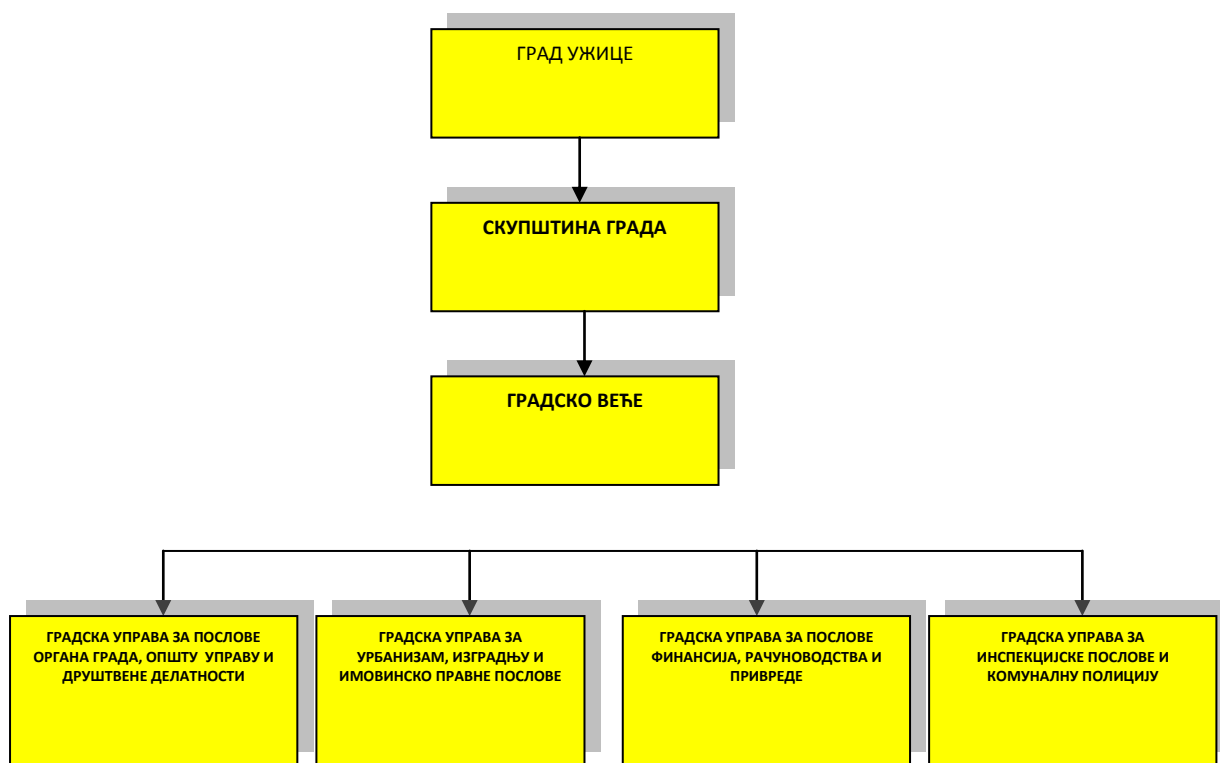 ГРАД УЖИЦЕ
СКУПШТИНА ГРАДА
ГРАДСКО ВЕЋЕ
ГРАДСКА УПРАВА ЗА ПОСЛОВЕ
ОРГАНА ГРАДА, ОПШТУ УПРАВУ И
ДРУШТВЕНЕ ДЕЛАТНОСТИ
ГРАДСКА УПРАВА ЗА
УРБАНИЗАМ, ИЗГРАДЊУ И
ИМОВИНСКО ПРАВНЕ ПОСЛОВЕ
ГРАДСКА УПРАВА ЗА ПОСЛОВЕ
ФИНАНСИЈА, РАЧУНОВОДСТВА И
ПРИВРЕДЕ
ГРАДСКА УПРАВА ЗА
ИНСПЕКЦИЈСКЕ ПОСЛОВЕ И
КОМУНАЛНУ ПОЛИЦИЈУ